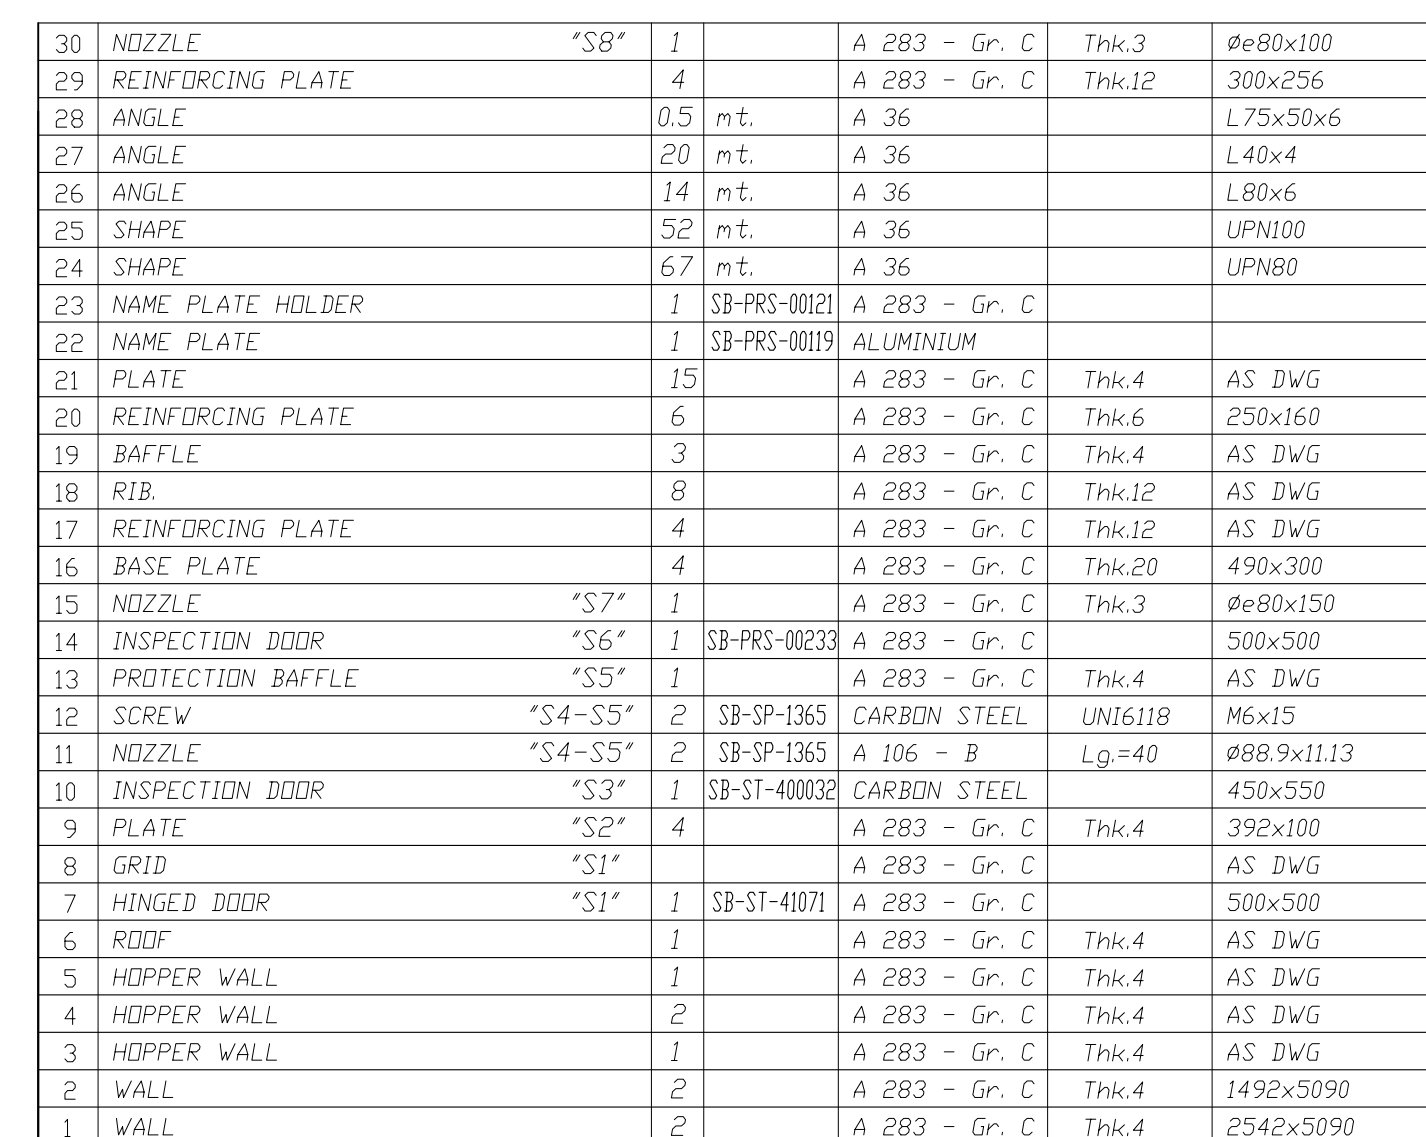 30 NOZZLE "S8" 1 A 283 - Gr. C Thk.3 Øe80x100
29 REINFORCING PLATE 4 A 283 - Gr. C Thk.12 300x256
28 ANGLE 0.5 mt. A 36 L75x50x6
27 ANGLE 20 mt. A 36 L40x4
26 ANGLE 14 mt. A 36 L80x6
25 SHAPE 52 mt. A 36 UPN100
24 SHAPE 67 mt. A 36 UPN80
23 NAME PLATE HOLDER 1 SB-PRS-00121 A 283 - Gr. C
22 NAME PLATE 1 SB-PRS-00119 ALUMINIUM
21 PLATE 15 A 283 - Gr. C Thk.4 AS DWG
20 REINFORCING PLATE 6 A 283 - Gr. C Thk.6 250x160
19 BAFFLE 3 A 283 - Gr. C Thk.4 AS DWG
18 RIB. 8 A 283 - Gr. C Thk.12 AS DWG
17 REINFORCING PLATE 4 A 283 - Gr. C Thk.12 AS DWG
16 BASE PLATE 4 A 283 - Gr. C Thk.20 490x300
15 NOZZLE "S7" 1 A 283 - Gr. C Thk.3 Øe80x150
14 INSPECTION DOOR "S6" 1 SB-PRS-00233 A 283 - Gr. C 500x500
13 PROTECTION BAFFLE "S5" 1 A 283 - Gr. C Thk.4 AS DWG
12 SCREW "S4-S5" 2 SB-SP-1365 CARBON STEEL UNI6118 M6x15
11 NOZZLE "S4-S5" 2 SB-SP-1365 A 106 - B Lg.=40 Ø88.9x11.13
10 INSPECTION DOOR "S3" 1 SB-ST-400032 CARBON STEEL 450x550
9 PLATE "S2" 4 A 283 - Gr. C Thk.4 392x100
8 GRID "S1" A 283 - Gr. C AS DWG
7 HINGED DOOR "S1" 1 SB-ST-41071 A 283 - Gr. C 500x500
6 ROOF 1 A 283 - Gr. C Thk.4 AS DWG
5 HOPPER WALL 1 A 283 - Gr. C Thk.4 AS DWG
4 HOPPER WALL 2 A 283 - Gr. C Thk.4 AS DWG
3 HOPPER WALL 1 A 283 - Gr. C Thk.4 AS DWG
2 WALL 2 A 283 - Gr. C Thk.4 1492x5090
1 WALL 2 A 283 - Gr. C Thk.4 2542x5090